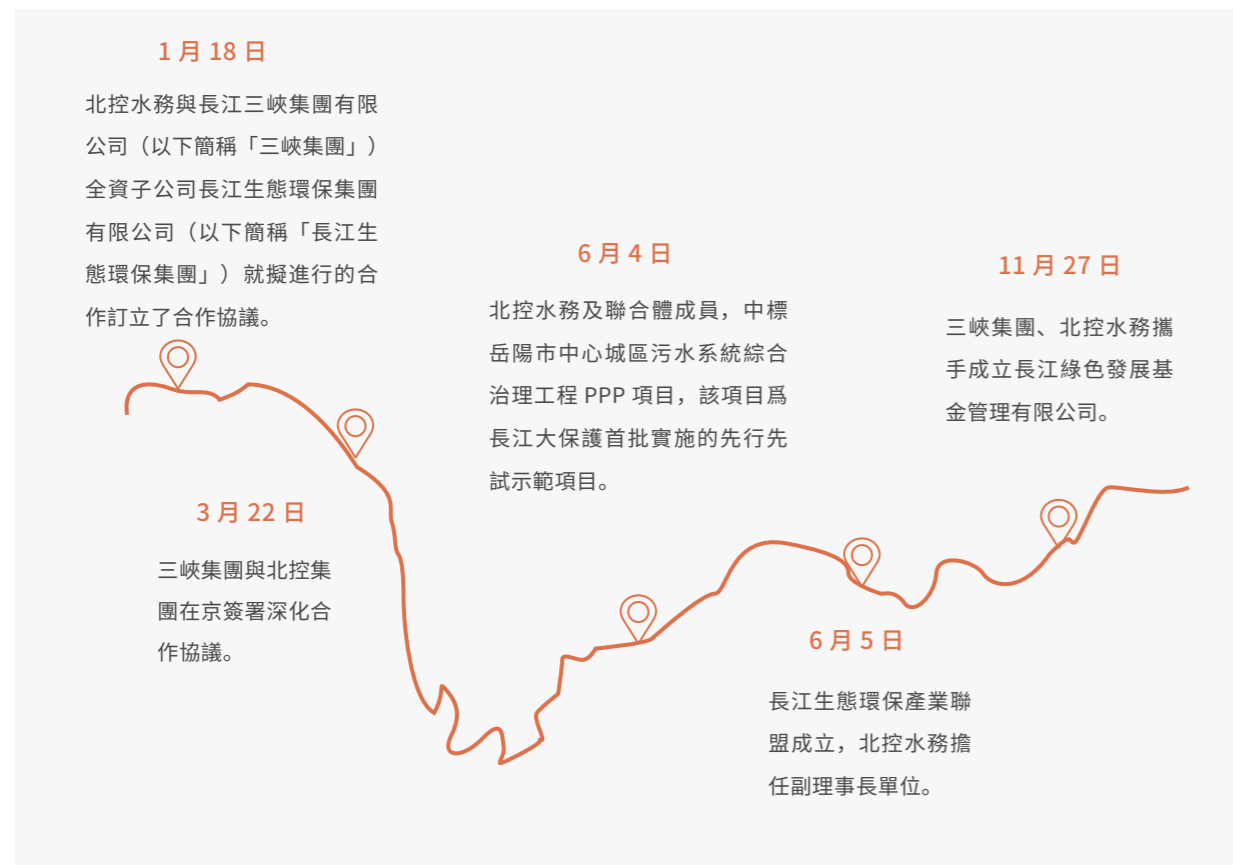 1 月 18 日
北控水務與長江三峽集團有限
公司（以下簡稱「三峽集團」）
全資子公司長江生態環保集團
有限公司（以下簡稱「長江生
態環保集團」）就擬進行的合
作訂立了合作協議。
3 月 22 日
三峽集團與北控集
團在京簽署深化合
作協議。
6 月 4 日
北控水務及聯合體成員，中標
岳陽市中心城區污水系統綜合
治理工程 PPP 項目，該項目爲
長江大保護首批實施的先行先
試示範項目。
6 月 5 日
長江生態環保產業聯
盟成立，北控水務擔
任副理事長單位。
11 月 27 日
三峽集團、北控水務攜
手成立長江綠色發展基
金管理有限公司。